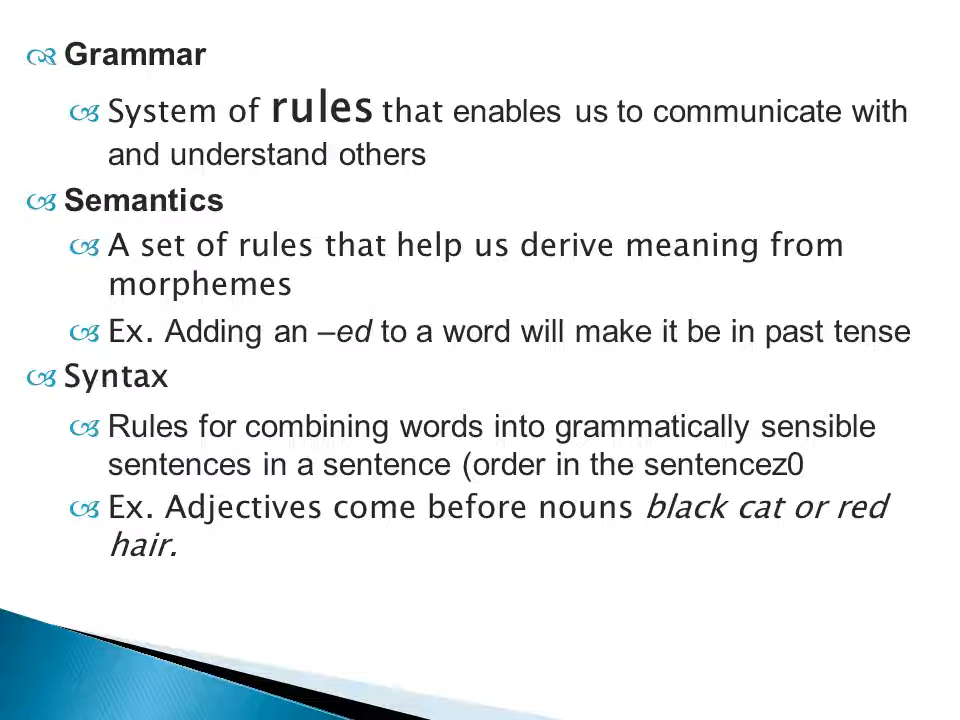 Grammar
System of rules that enables us to communicate with
and understand others
Semantics
A set of rules that help us derive meaning from
morphemes
Ex. Adding an –ed to a word will make it be in past tense
Syntax
Rules for combining words into grammatically sensible
sentences in a sentence (order in the sentencez0
Ex. Adjectives come before nouns black cat or red
hair.